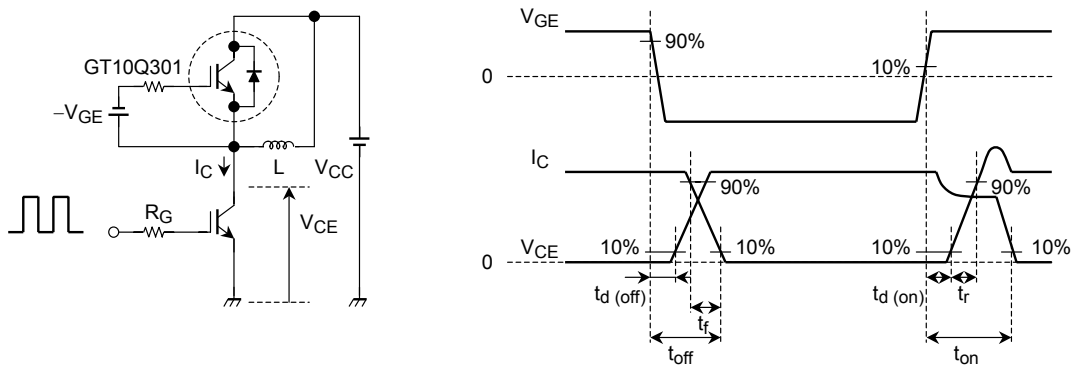 GT10Q301
−VGE
IC
L
VCC
RG
VCE
VGE
90%
0
10%
IC
90%
90%
VCE
10%
10%
10%
10%
0
td (off)
td (on)
tr
tf
toff
ton